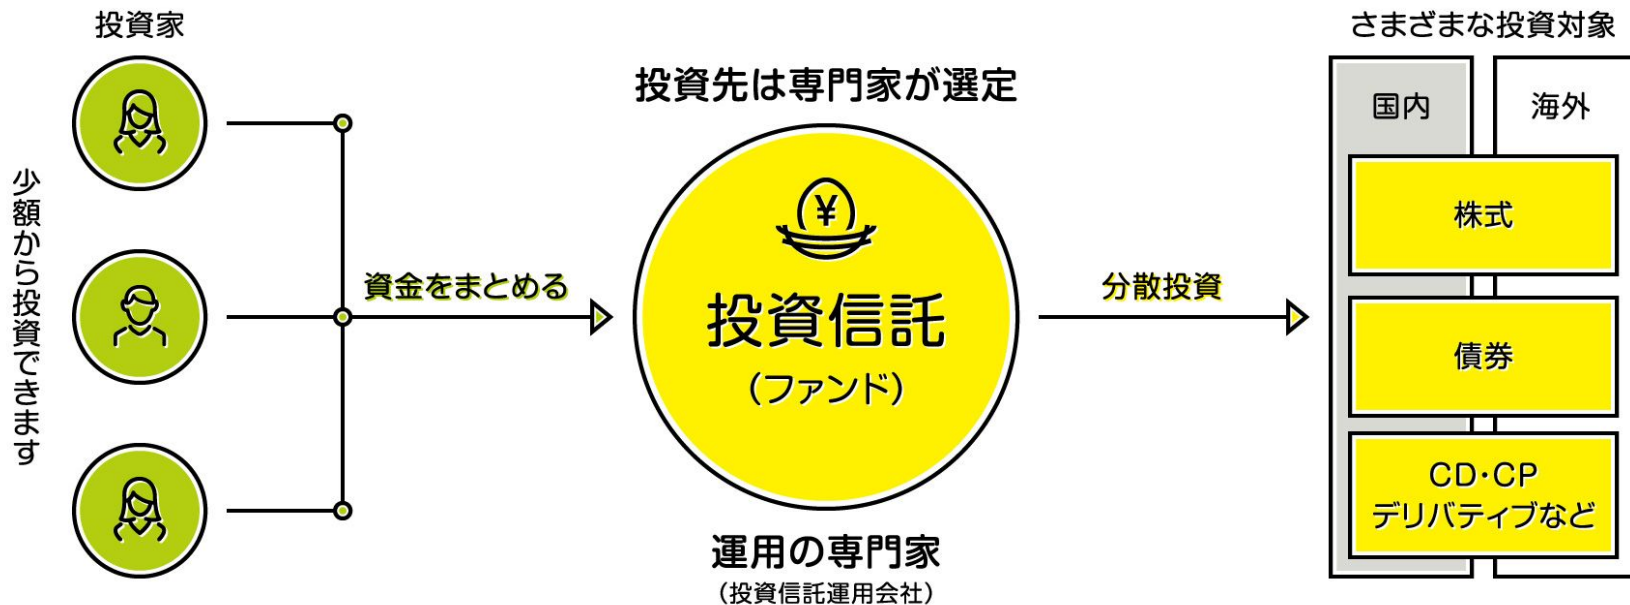 投資家
少額から投資できます
資金をまとめる
投資先は専門家が選定
¥
投資信託
(ファンド)
運用の専門家
(投資信託運用会社)
分散投資
さまざまな投資対象
国内
海外
株式
債券
CD・CP
デリバティブなど